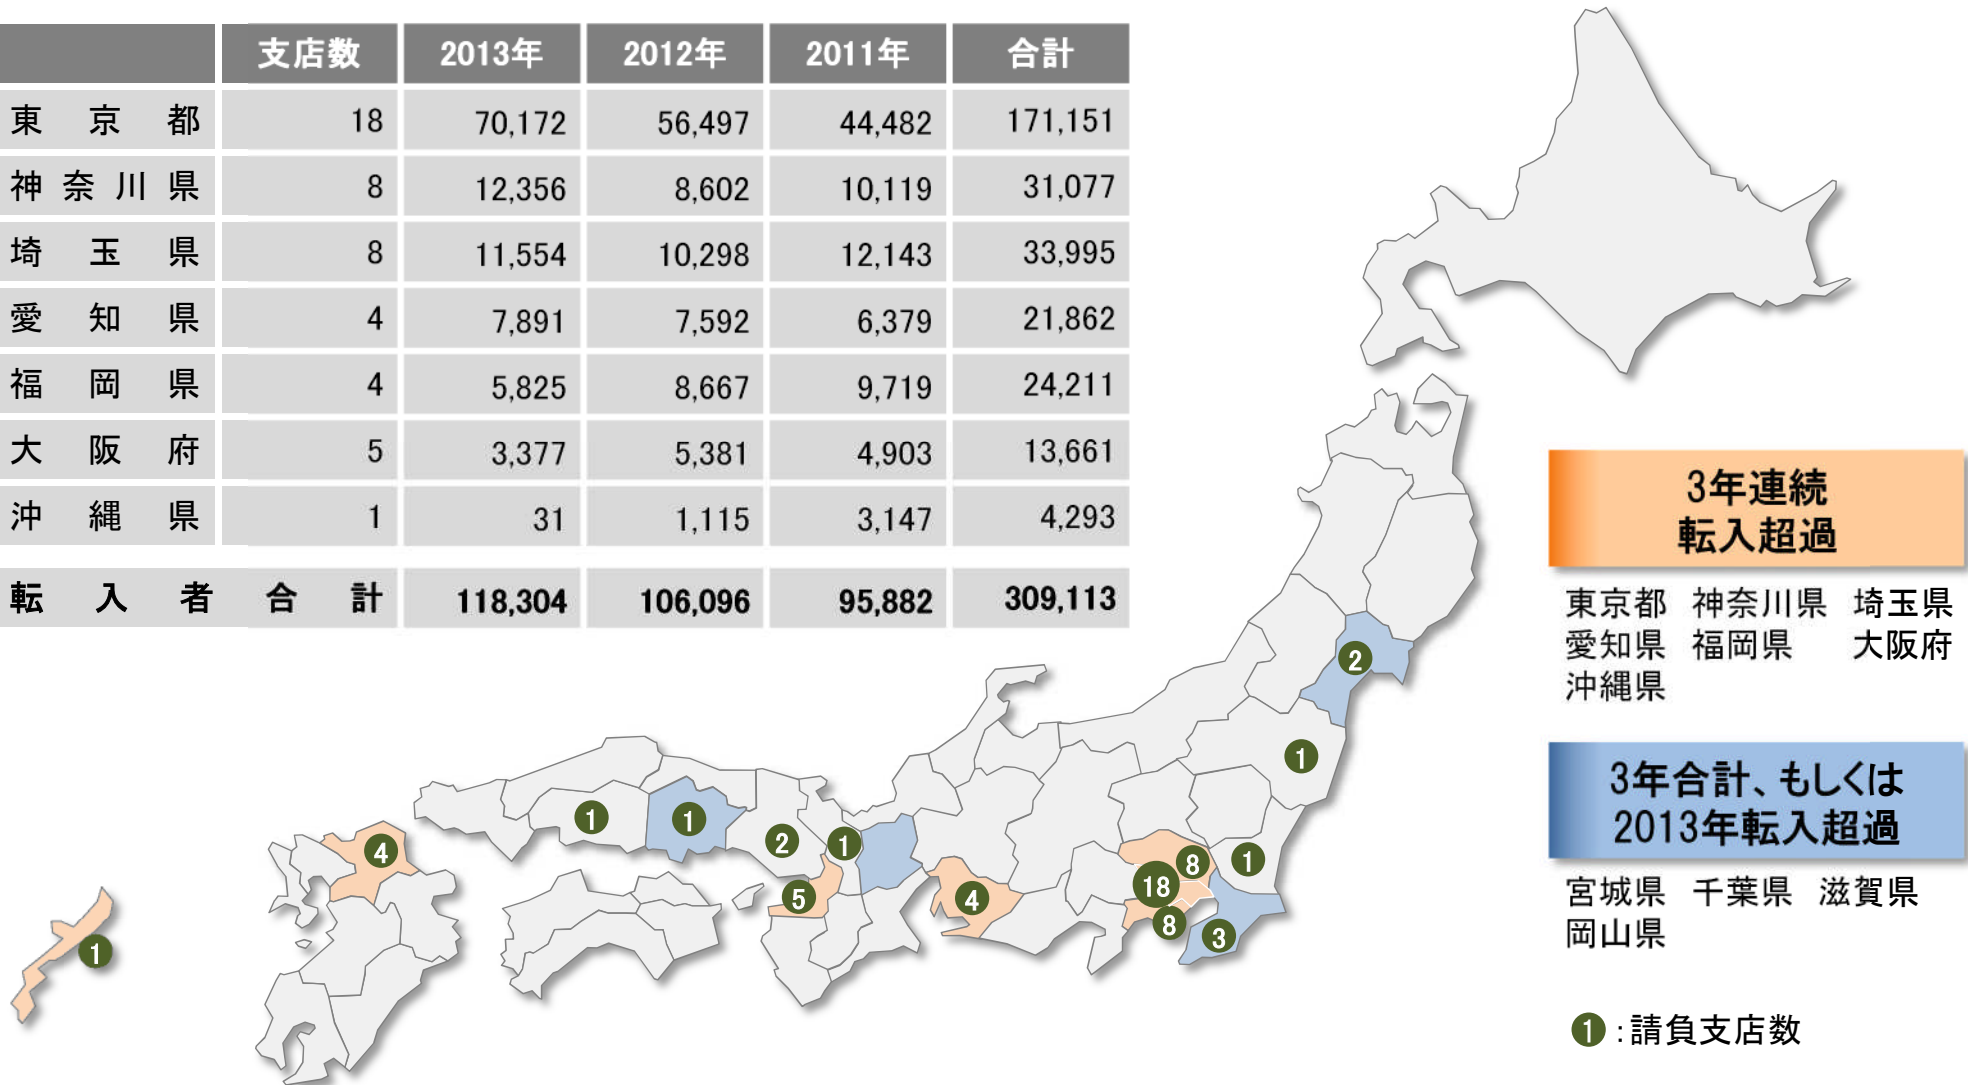 支店数 2013年 2012年 2011年 合計
東京都 18 70,172 56,497 44,482 171,151
神奈川県 8 12,356 8,602 10,119 31,077
埼玉県 8 11,554 10,298 12,143 33,995
愛知県 4 7,891 7,592 6,379 21,862
福岡県 4 5,825 8,667 9,719 24,211
大阪府 5 3,377 5,381 4,903 13,661
沖縄県 1 31 1,115 3,147 4,293
転入者合計 118,304 106,096 95,882 309,113
3年連続
転入超過
東京都 神奈川県 埼玉県
愛知県 福岡県 大阪府
沖縄県
3年合計、もしくは
2013年転入超過
宮城県 千葉県 滋賀県
岡山県
1:請負支店数
2
1
1
1
2
1
4
8
1
18
5
4
8
3
1